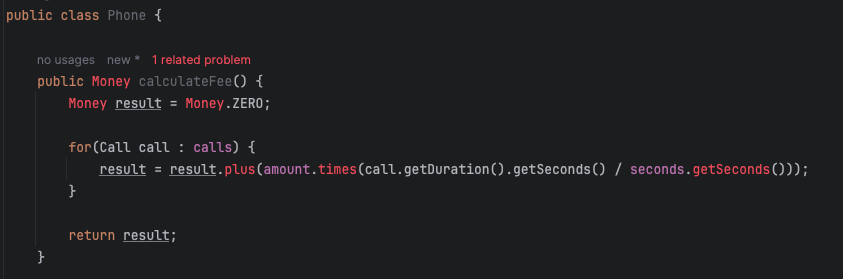 public class Phone {
no usages new * 1 related problem
public Money calculateFee() {
Money result = Money.ZERO;
for(Call call : calls) {
result = result.plus(amount.times(call.getDuration().getSeconds() / seconds.getSeconds()));
}
return result;
}